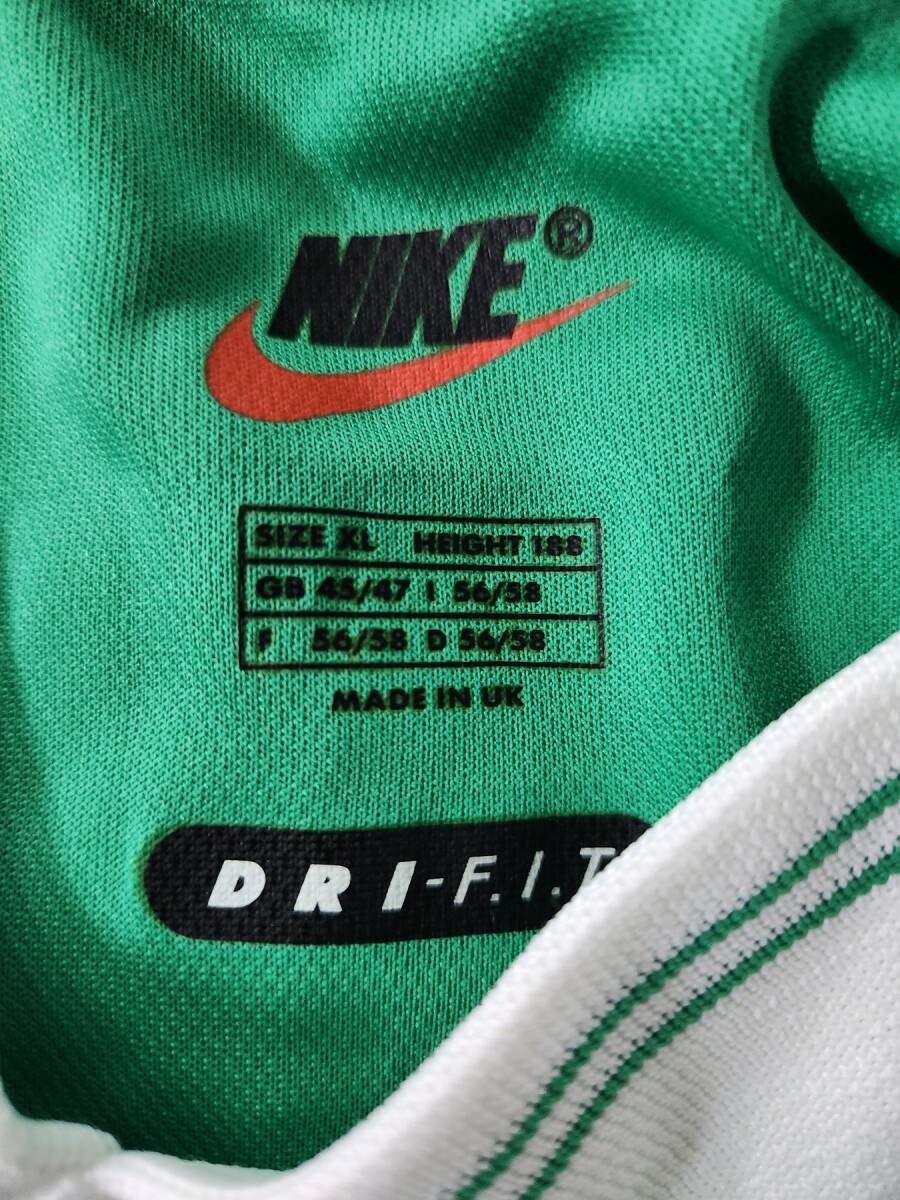 NIKE®
SIZE XL HEIGHT 188
GB 45/47 I 56/58
F 56/58 D 56/58
MADE IN UK
DRI-F.I.T